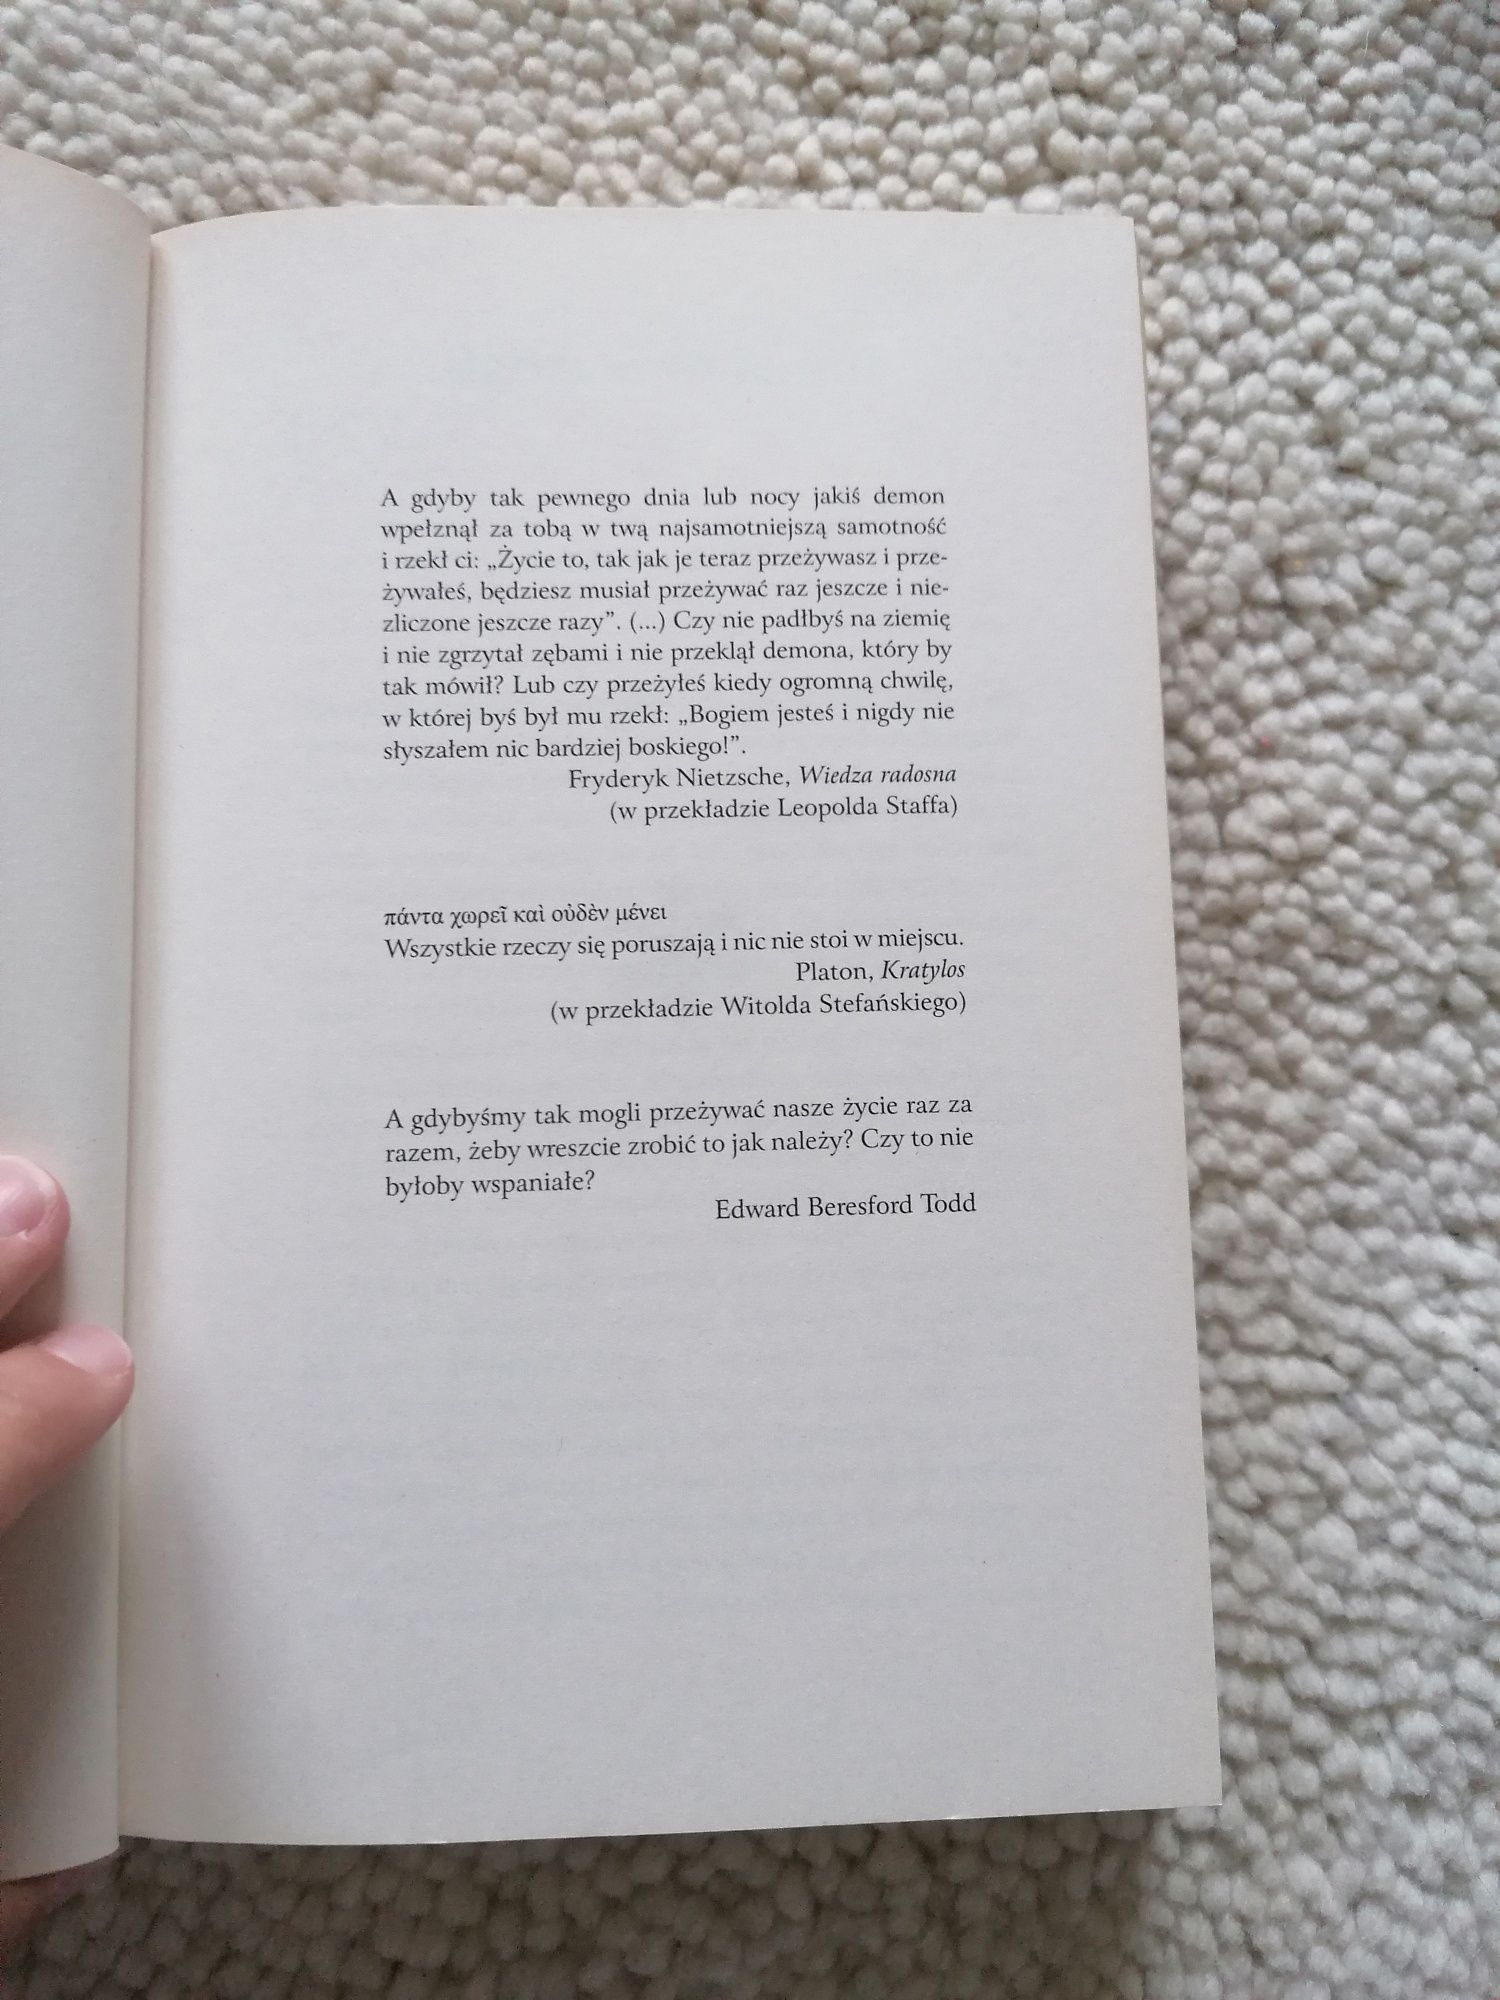 A gdyby tak pewnego dnia lub nocy jakiś demon
wpełznął za tobą w twą najsamotniejszą samotność
i rzekł ci: „Życie to, tak jak je teraz przeżywasz i prze-
żywałeś, będziesz musiał przeżywać raz jeszcze i nie-
zliczone jeszcze razy”. (...) Czy nie padłbyś na ziemię
i nie zgrzytał zębami i nie przeklął demona, który by
tak mówił? Lub czy przeżyłeś kiedy ogromną chwilę,
w której byś był mu rzekł: „Bogiem jesteś i nigdy nie
słyszałem nic bardziej boskiego!”.
Fryderyk Nietzsche, Wiedza radosna
(w przekładzie Leopolda Staffa)
πάντα χωρεῖ καὶ οὐδὲν μένει
Wszystkie rzeczy się poruszają i nic nie stoi w miejscu.
Platon, Kratylos
(w przekładzie Witolda Stefańskiego)
A gdybyśmy tak mogli przeżywać nasze życie raz za
razem, żeby wreszcie zrobić to jak należy? Czy to nie
byłoby wspaniałe?
Edward Beresford Todd